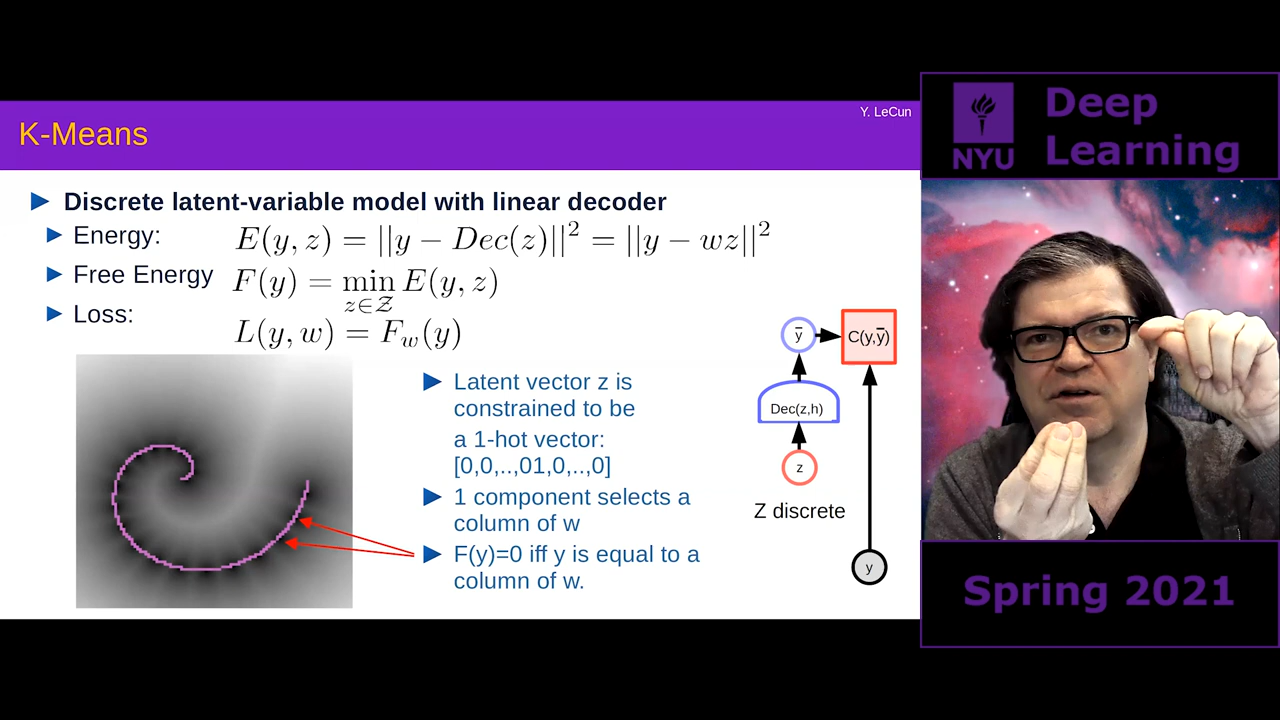 Y. LeCun
K-Means
Discrete latent-variable model with linear decoder
Energy: E(y, z) = ||y − Dec(z)||² = ||y − wz||²
Free Energy F(y) = min E(y, z)
z∈𝒵
Loss:
L(y, w) = F_w(y)
Latent vector z is
constrained to be
a 1-hot vector:
[0,0,..,01,0,..,0]
1 component selects a
column of w
F(y)=0 iff y is equal to a
column of w.
ȳ
C(y,ȳ)
Dec(z,h)
z
Z discrete
y
NYU
Deep
Learning
Spring 2021